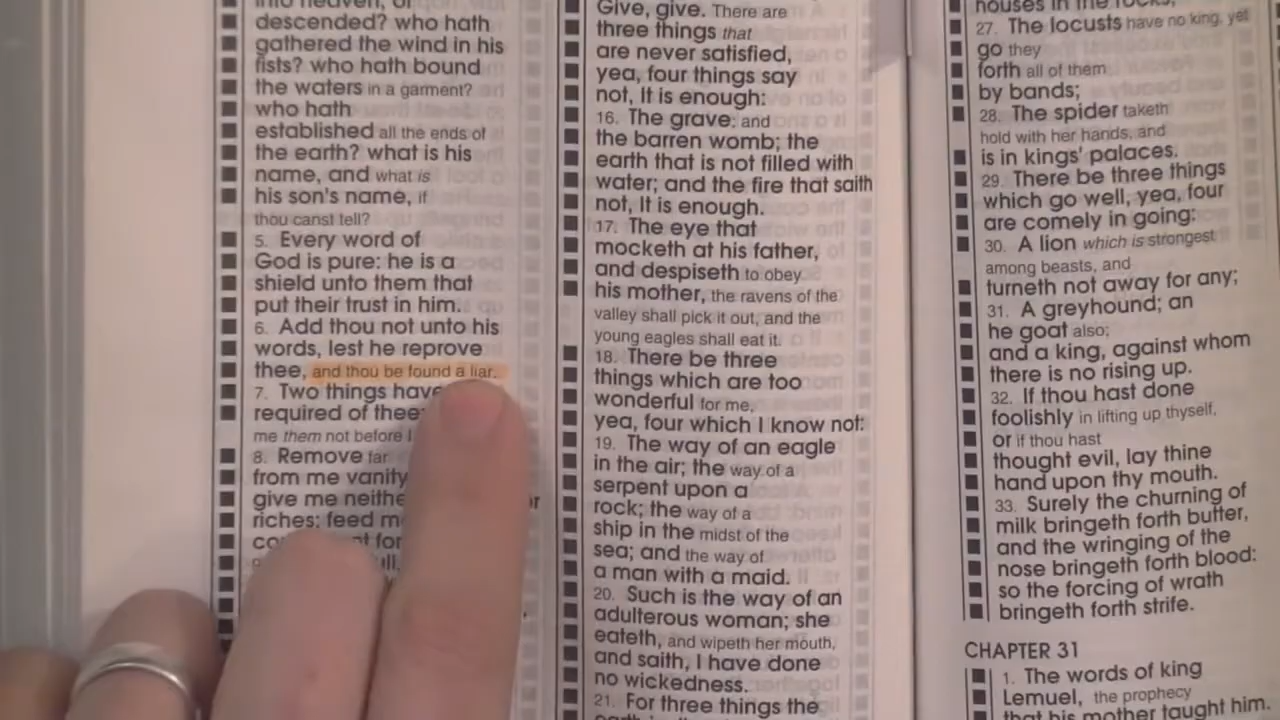 into heaven, or
descended? who hath
gathered the wind in his
fists? who hath bound
the waters in a garment?
who hath
established all the ends of
the earth? what is his
name, and what is
his son's name, if
thou canst tell?
5. Every word of
God is pure: he is a
shield unto them that
put their trust in him.
6. Add thou not unto his
words, lest he reprove
thee, and thou be found a liar.
7. Two things have
required of thee
me them not before I
8. Remove far
from me vanity
give me neithe or
riches: feed m
Give, give. There are
three things that
are never satisfied,
yea, four things say
not, It is enough:
16. The grave; and
the barren womb; the
earth that is not filled with
water; and the fire that saith
not, It is enough.
17. The eye that
mocketh at his father,
and despiseth to obey
his mother, the ravens of the
valley shall pick it out, and the
young eagles shall eat it.
18. There be three
things which are too
wonderful for me,
yea, four which I know not:
19. The way of an eagle
in the air; the way of a
serpent upon a
rock; the way of a
ship in the midst of the
sea; and the way of
a man with a maid.
20. Such is the way of an
adulterous woman; she
eateth, and wipeth her mouth,
and saith, I have done
no wickedness.
21. For three things the
houses in the rocks;
27. The locusts have no king, yet
go they
forth all of them
by bands;
28. The spider taketh
hold with her hands, and
is in kings' palaces.
29. There be three things
which go well, yea, four
are comely in going:
30. A lion which is strongest
among beasts, and
turneth not away for any;
31. A greyhound; an
he goat also;
and a king, against whom
there is no rising up.
32. If thou hast done
foolishly in lifting up thyself,
or if thou hast
thought evil, lay thine
hand upon thy mouth.
33. Surely the churning of
milk bringeth forth butter,
and the wringing of the
nose bringeth forth blood:
so the forcing of wrath
bringeth forth strife.
CHAPTER 31
1. The words of king
Lemuel, the prophecy
that his mother taught him.